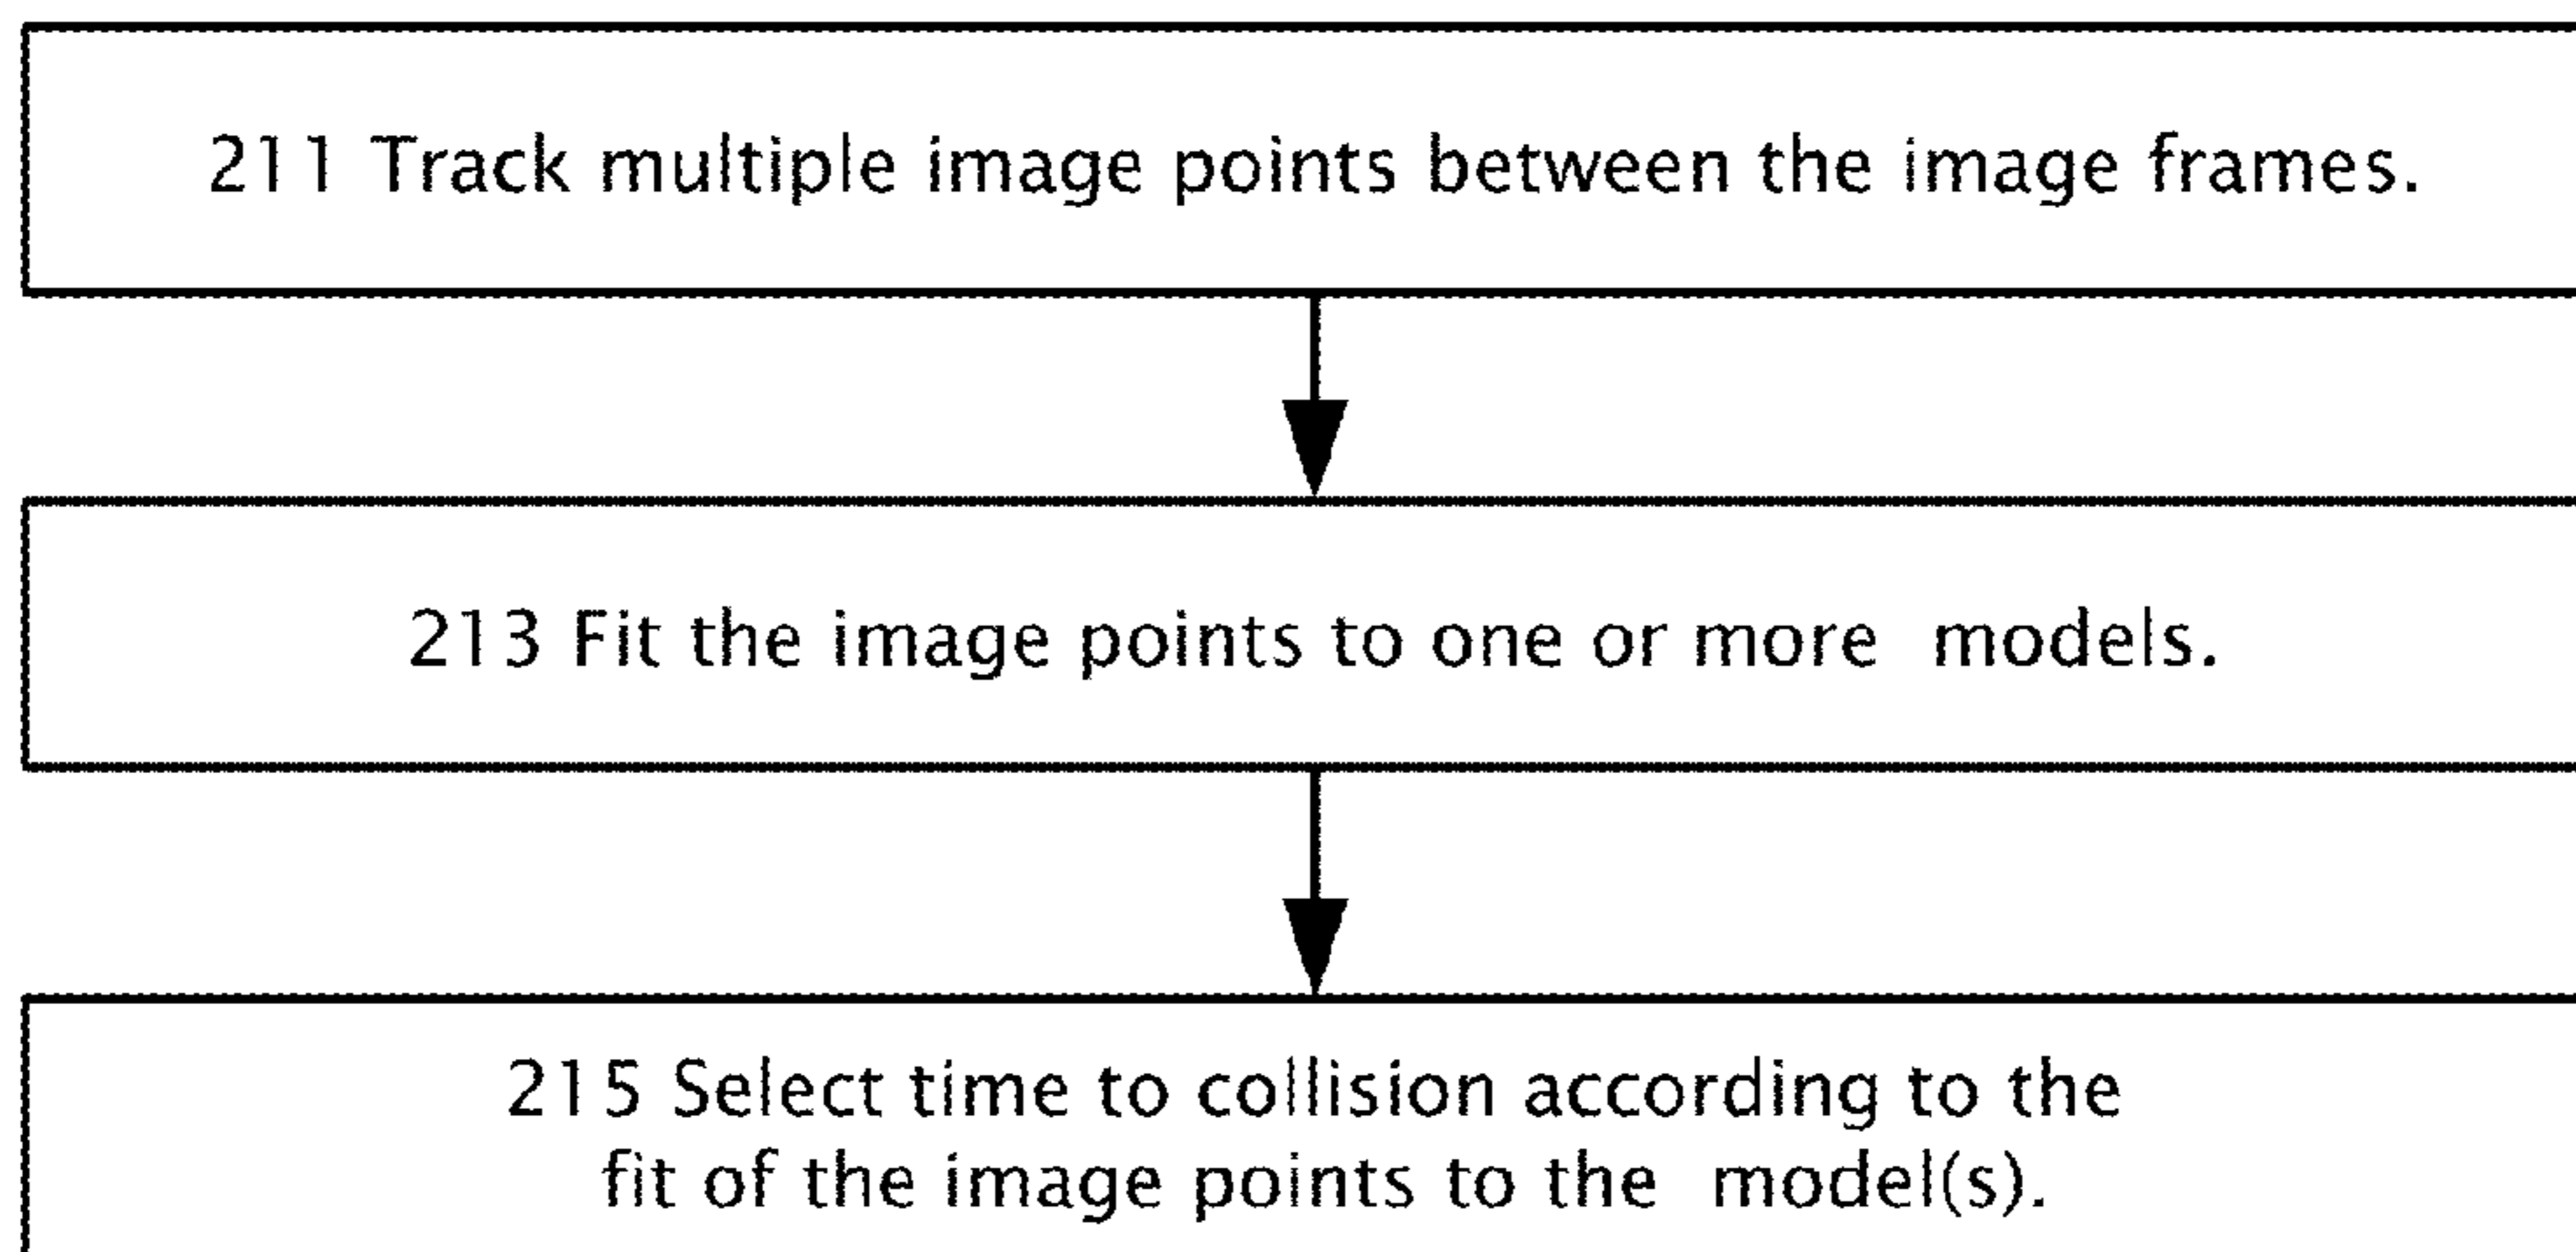 211 Track multiple image points between the image frames.
213 Fit the image points to one or more models.
215 Select time to collision according to the
fit of the image points to the model(s).